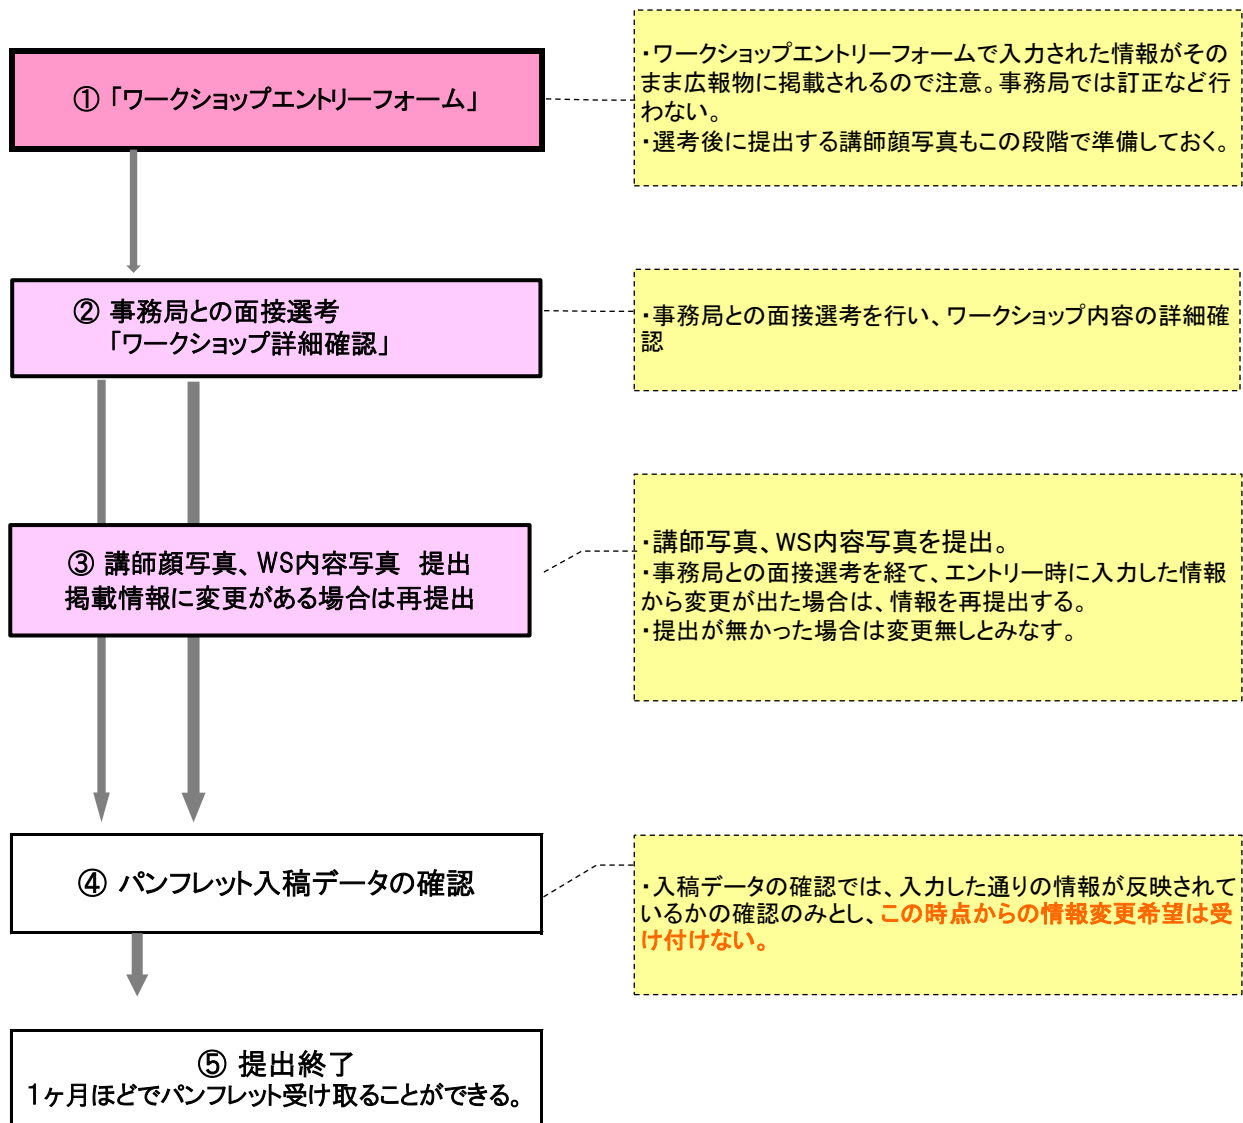 ①「ワークショップエントリーフォーム」
・ワークショップエントリーフォームで入力された情報がその
まま広報物に掲載されるので注意。事務局では訂正など行
わない。
・選考後に提出する講師顔写真もこの段階で準備しておく。
② 事務局との面接選考
「ワークショップ詳細確認」
・事務局との面接選考を行い、ワークショップ内容の詳細確
認
③ 講師顔写真、WS内容写真　提出
掲載情報に変更がある場合は再提出
・講師写真、WS内容写真を提出。
・事務局との面接選考を経て、エントリー時に入力した情報
から変更が出た場合は、情報を再提出する。
・提出が無かった場合は変更無しとみなす。
④ パンフレット入稿データの確認
・入稿データの確認では、入力した通りの情報が反映されて
いるかの確認のみとし、この時点からの情報変更希望は受
け付けない。
⑤ 提出終了
1ヶ月ほどでパンフレット受け取ることができる。